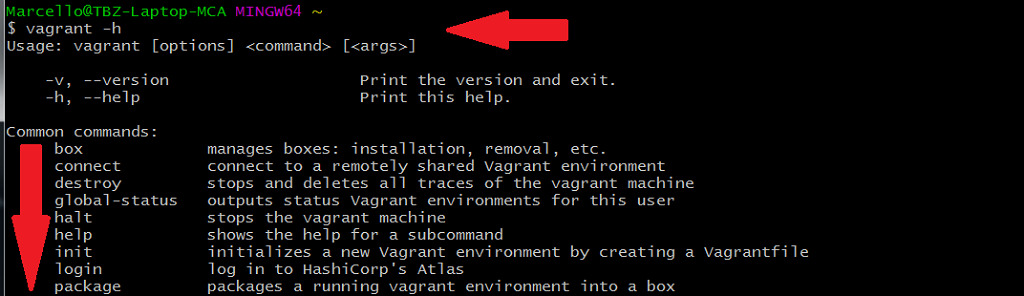 Marcello@TBZ-Laptop-MCA MINGW64 ~
$ vagrant -h
Usage: vagrant [options] <command> [<args>]
-v, --version Print the version and exit.
-h, --help Print this help.
Common commands:
box manages boxes: installation, removal, etc.
connect connect to a remotely shared Vagrant environment
destroy stops and deletes all traces of the vagrant machine
global-status outputs status Vagrant environments for this user
halt stops the vagrant machine
help shows the help for a subcommand
init initializes a new Vagrant environment by creating a Vagrantfile
login log in to HashiCorp's Atlas
package packages a running vagrant environment into a box